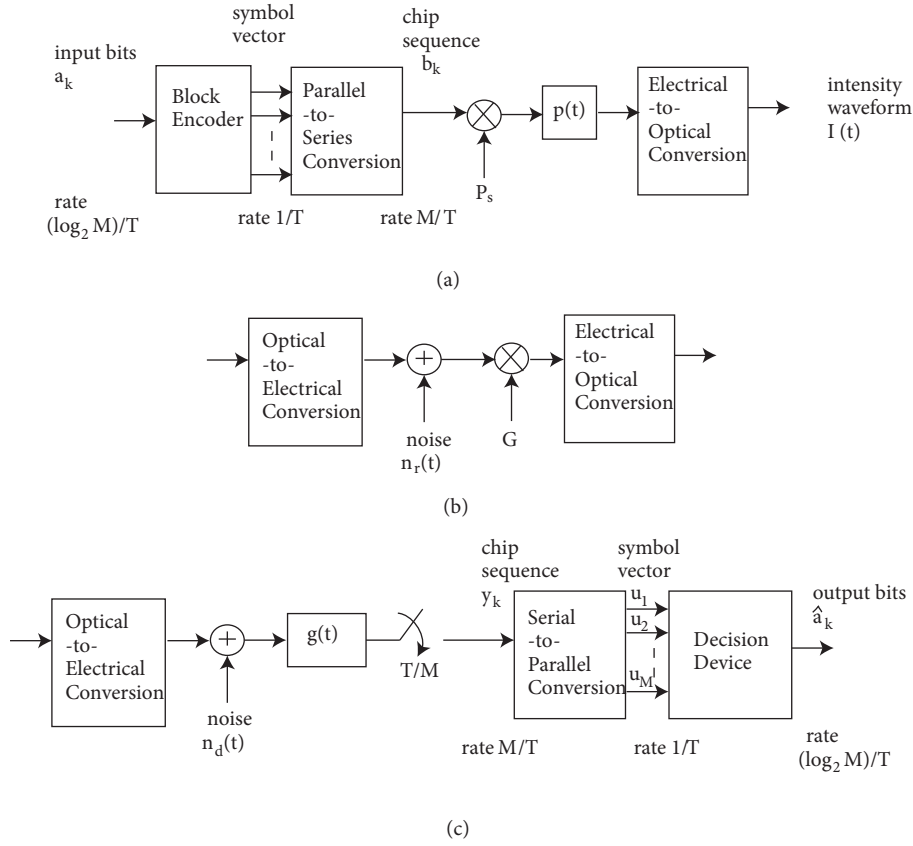 symbol
vector
chip
sequence
b_k
input bits
a_k
Block
Encoder
Parallel
-to-
Series
Conversion
p(t)
Electrical
-to-
Optical
Conversion
intensity
waveform
I (t)
P_s
rate
(log_2 M)/T
rate 1/T
rate M/T
(a)
Optical
-to-
Electrical
Conversion
+
Electrical
-to-
Optical
Conversion
noise
n_r(t)
G
(b)
chip
sequence
y_k
symbol
vector
u_1
u_2
u_M
output bits
â_k
Optical
-to-
Electrical
Conversion
+
g(t)
T/M
Serial
-to-
Parallel
Conversion
Decision
Device
noise
n_d(t)
rate M/T
rate 1/T
rate
(log_2 M)/T
(c)